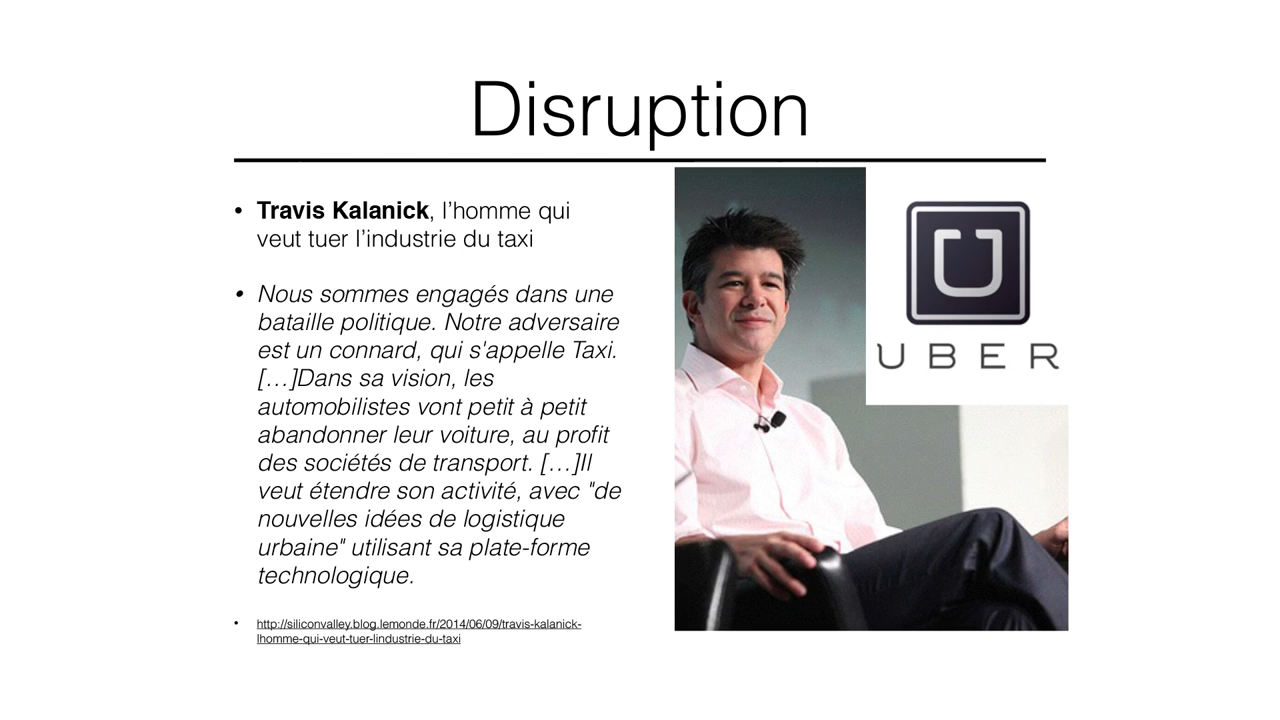 Disruption
• Travis Kalanick, l’homme qui
veut tuer l’industrie du taxi
• Nous sommes engagés dans une
bataille politique. Notre adversaire
est un connard, qui s'appelle Taxi.
[…]Dans sa vision, les
automobilistes vont petit à petit
abandonner leur voiture, au profit
des sociétés de transport. […]Il
veut étendre son activité, avec "de
nouvelles idées de logistique
urbaine" utilisant sa plate-forme
technologique.
• http://siliconvalley.blog.lemonde.fr/2014/06/09/travis-kalanick-
lhomme-qui-veut-tuer-lindustrie-du-taxi
U
UBER